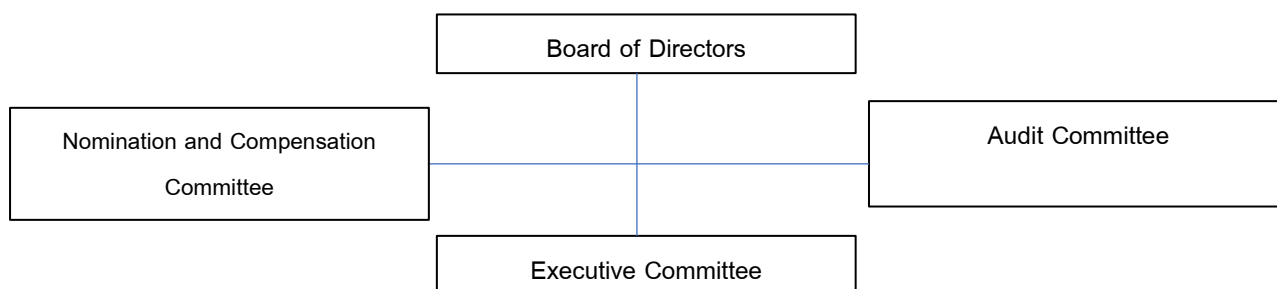 Board of Directors
Nomination and Compensation
Committee
Audit Committee
Executive Committee